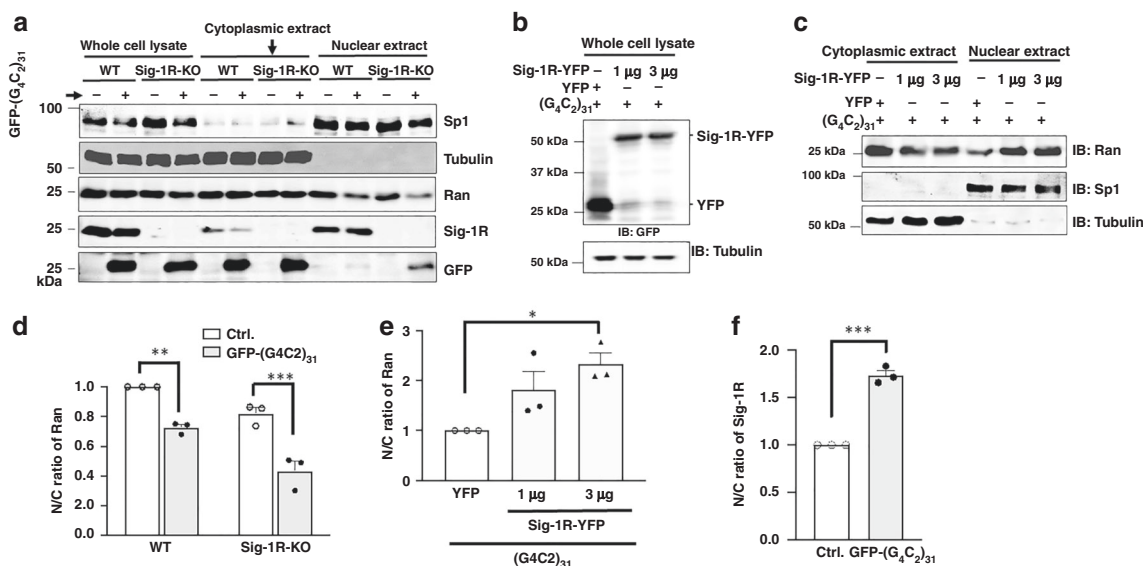 a
Whole cell lysate
Cytoplasmic extract
Nuclear extract
WT Sig-1R-KO WT Sig-1R-KO WT Sig-1R-KO
GFP-(G4C2)31
– + – + – + – + – + – +
100
Sp1
50
Tubulin
25
Ran
25
Sig-1R
25
GFP
kDa
b
Whole cell lysate
Sig-1R-YFP – 1 µg 3 µg
YFP + – –
(G4C2)31 + + +
50 kDa
Sig-1R-YFP
37 kDa
25 kDa
YFP
IB: GFP
50 kDa
IB: Tubulin
c
Cytoplasmic extract Nuclear extract
Sig-1R-YFP – 1 µg 3 µg – 1 µg 3 µg
YFP + – – + – –
(G4C2)31 + + + + + +
25 kDa
IB: Ran
100 kDa
IB: Sp1
50 kDa
IB: Tubulin
d
Ctrl.
GFP-(G4C2)31
**
***
N/C ratio of Ran
1.0
0.8
0.6
0.4
0.2
0.0
WT Sig-1R-KO
e
*
N/C ratio of Ran
3
2
1
0
YFP 1 µg 3 µg
Sig-1R-YFP
(G4C2)31
f
***
N/C ratio of Sig-1R
2.0
1.5
1.0
0.5
0.0
Ctrl. GFP-(G4C2)31